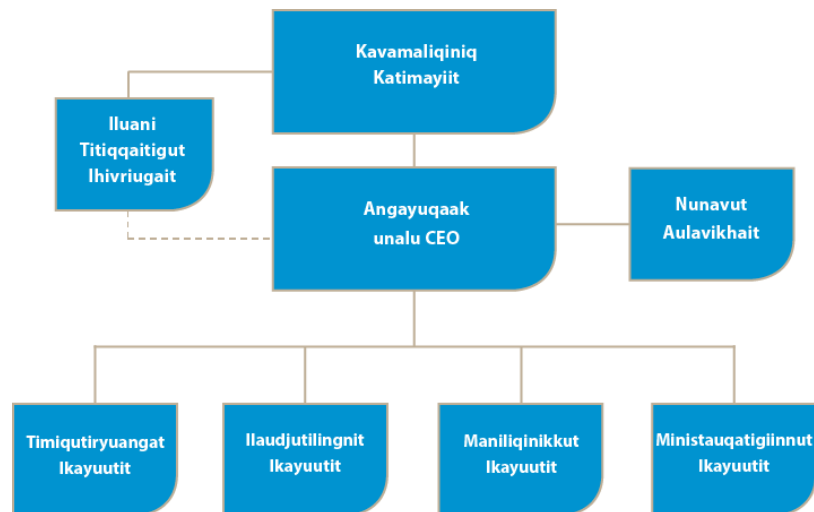 Kavamaliqiniq
Katimayiit
Iluani
Titiqqaitigut
Ihivriugait
Angayuqaak
unalu CEO
Nunavut
Aulavikhait
Timiqutiryuangat
Ikayuutit
Ilaudjutilingnit
Ikayuutit
Maniliqinikkut
Ikayuutit
Ministauqatigiinnut
Ikayuutit